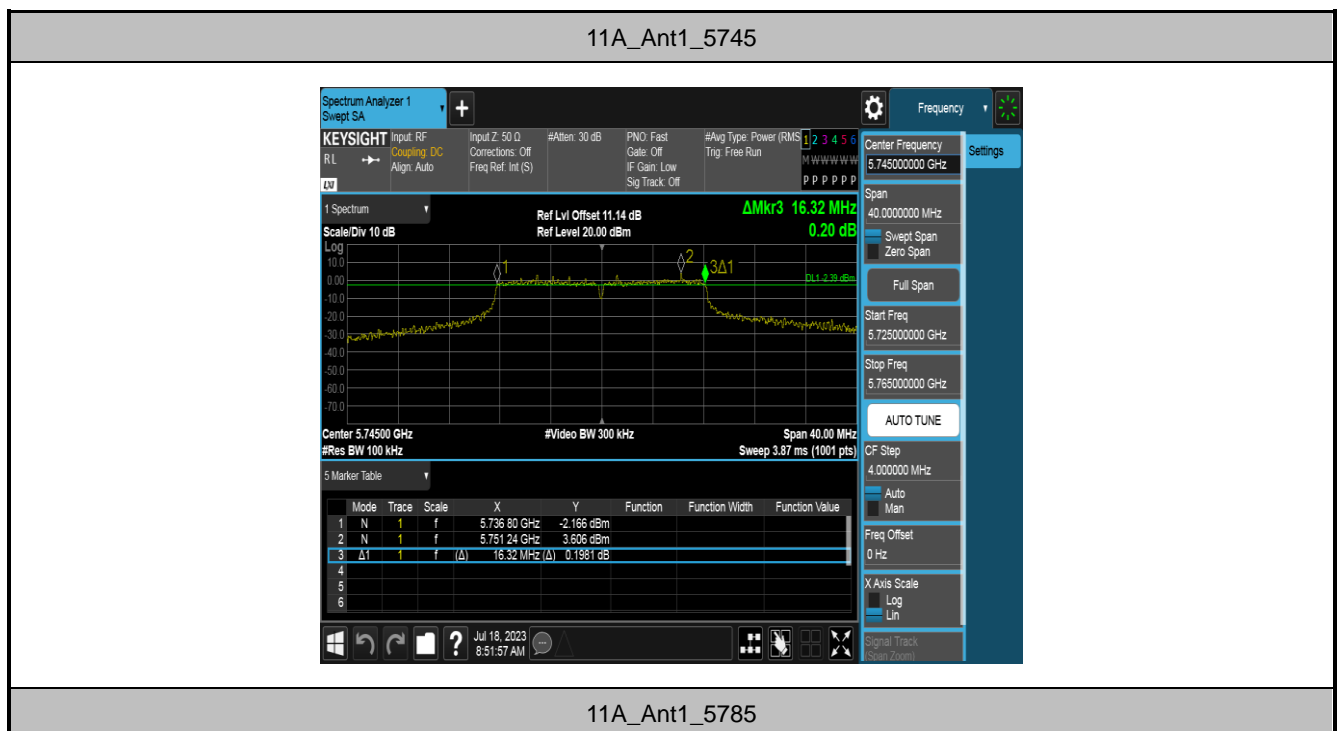 11A_Ant1_5745
Spectrum Analyzer 1
Swept SA
+
Frequency
KEYSIGHT
RL
LXI
Input: RF
Coupling: DC
Align: Auto
Input Z: 50 Ω
Corrections: Off
Freq Ref: Int (S)
#Atten: 30 dB
PNO: Fast
Gate: Off
IF Gain: Low
Sig Track: Off
#Avg Type: Power (RMS
Trig: Free Run
1 2 3 4 5 6
M W W W W W
P P P P P P
1 Spectrum
Scale/Div 10 dB
Ref Lvl Offset 11.14 dB
Ref Level 20.00 dBm
ΔMkr3 16.32 MHz
0.20 dB
Log
10.0
0.00
-10.0
-20.0
-30.0
-40.0
-50.0
-60.0
-70.0
1
2
3Δ1
DL1 -2.39 dBm
Center 5.74500 GHz
#Res BW 100 kHz
#Video BW 300 kHz
Span 40.00 MHz
Sweep 3.87 ms (1001 pts)
5 Marker Table
Mode Trace Scale X Y Function Function Width Function Value
1 N 1 f 5.736 80 GHz -2.166 dBm
2 N 1 f 5.751 24 GHz 3.606 dBm
3 Δ1 1 f (Δ) 16.32 MHz (Δ) 0.1981 dB
4
5
6
Jul 18, 2023
8:51:57 AM
?
Center Frequency
5.745000000 GHz
Settings
Span
40.0000000 MHz
Swept Span
Zero Span
Full Span
Start Freq
5.725000000 GHz
Stop Freq
5.765000000 GHz
AUTO TUNE
CF Step
4.000000 MHz
Auto
Man
Freq Offset
0 Hz
X Axis Scale
Log
Lin
Signal Track
(Span Zoom)
11A_Ant1_5785